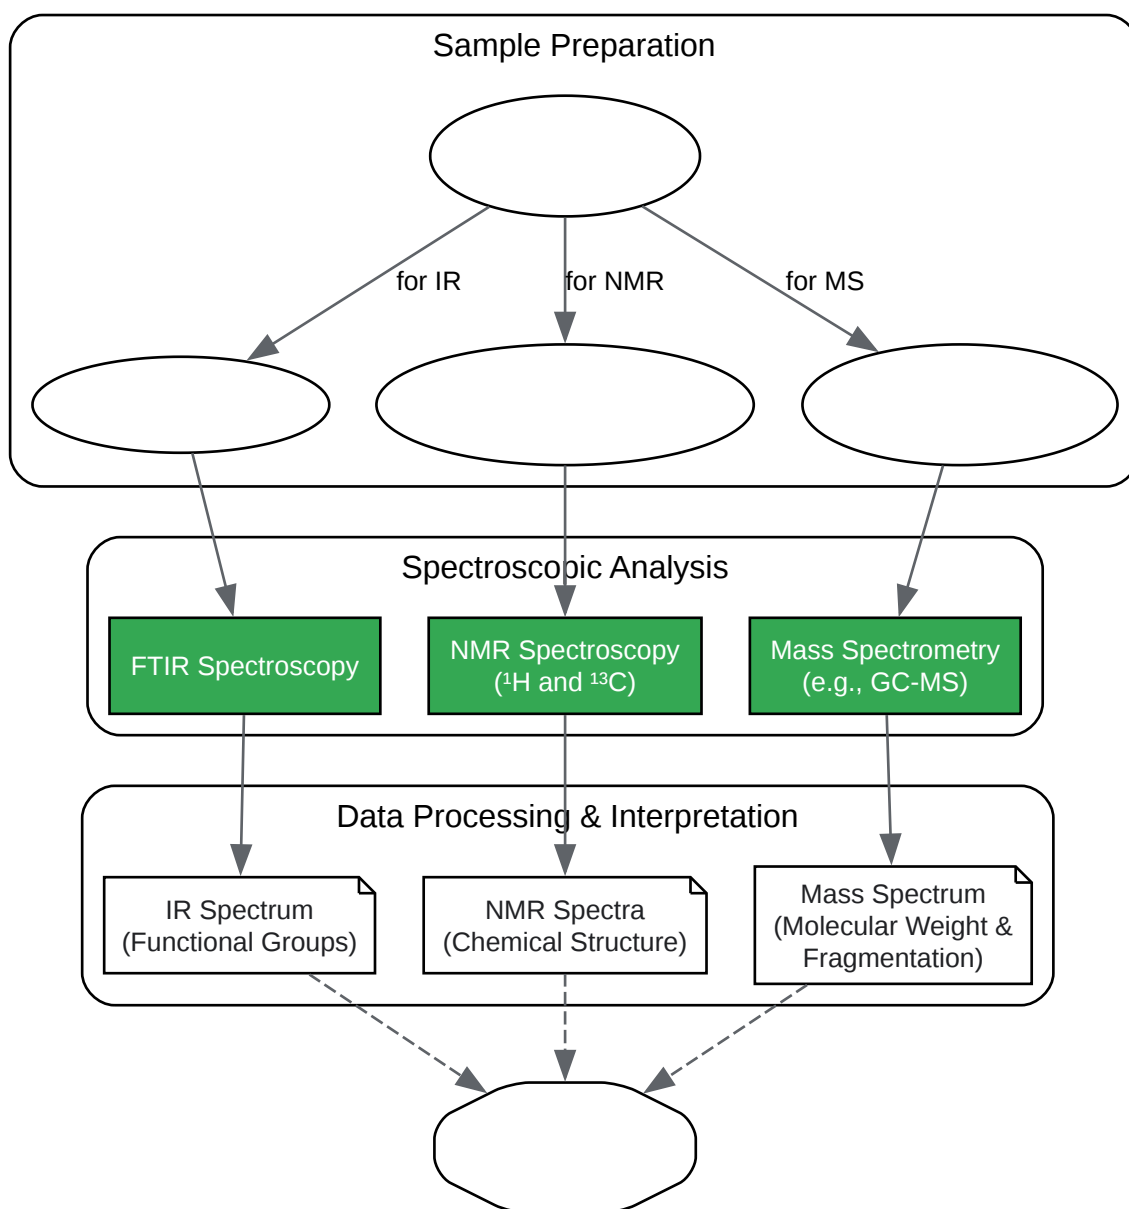 Sample Preparation
for IR
for NMR
for MS
Spectroscopic Analysis
FTIR Spectroscopy
NMR Spectroscopy
(¹H and ¹³C)
Mass Spectrometry
(e.g., GC-MS)
Data Processing & Interpretation
IR Spectrum
(Functional Groups)
NMR Spectra
(Chemical Structure)
Mass Spectrum
(Molecular Weight &
Fragmentation)